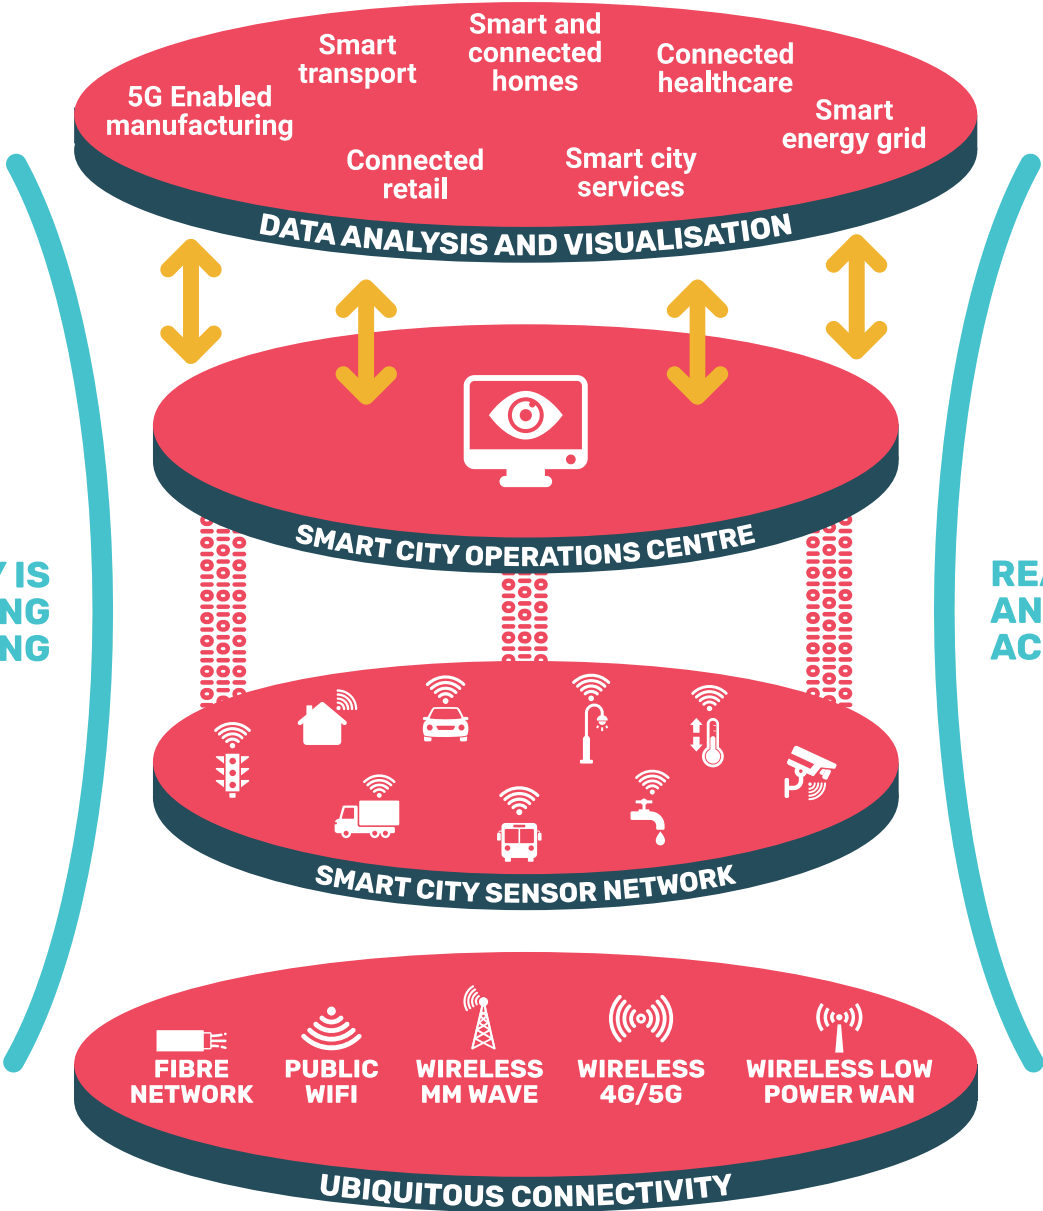 Smart and
connected
homes
Smart
transport
Connected
healthcare
5G Enabled
manufacturing
Smart
energy grid
Connected
retail
Smart city
services
DATA ANALYSIS AND VISUALISATION
SMART CITY OPERATIONS CENTRE
IS
SMART CITY SENSOR NETWORK
FIBRE
NETWORK
PUBLIC
WIFI
WIRELESS
MM WAVE
WIRELESS
4G/5G
WIRELESS LOW
POWER WAN
UBIQUITOUS CONNECTIVITY